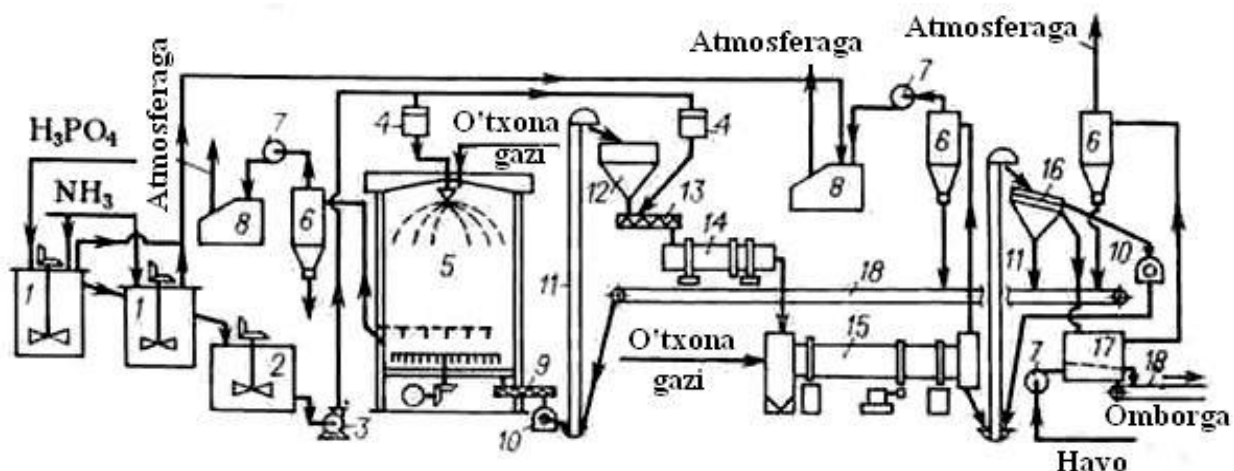 Atmosferaga
Atmosferaga
7
H₃PO₄
7
4
O'txona
4
6
6
16
gazi
12
13
NH₃
Atmosferaga
8
6
8
14
10
5
11
11
18
1
1
O'txona
15
17
2
9
gazi
7
18
3
10
Omborga
Havo